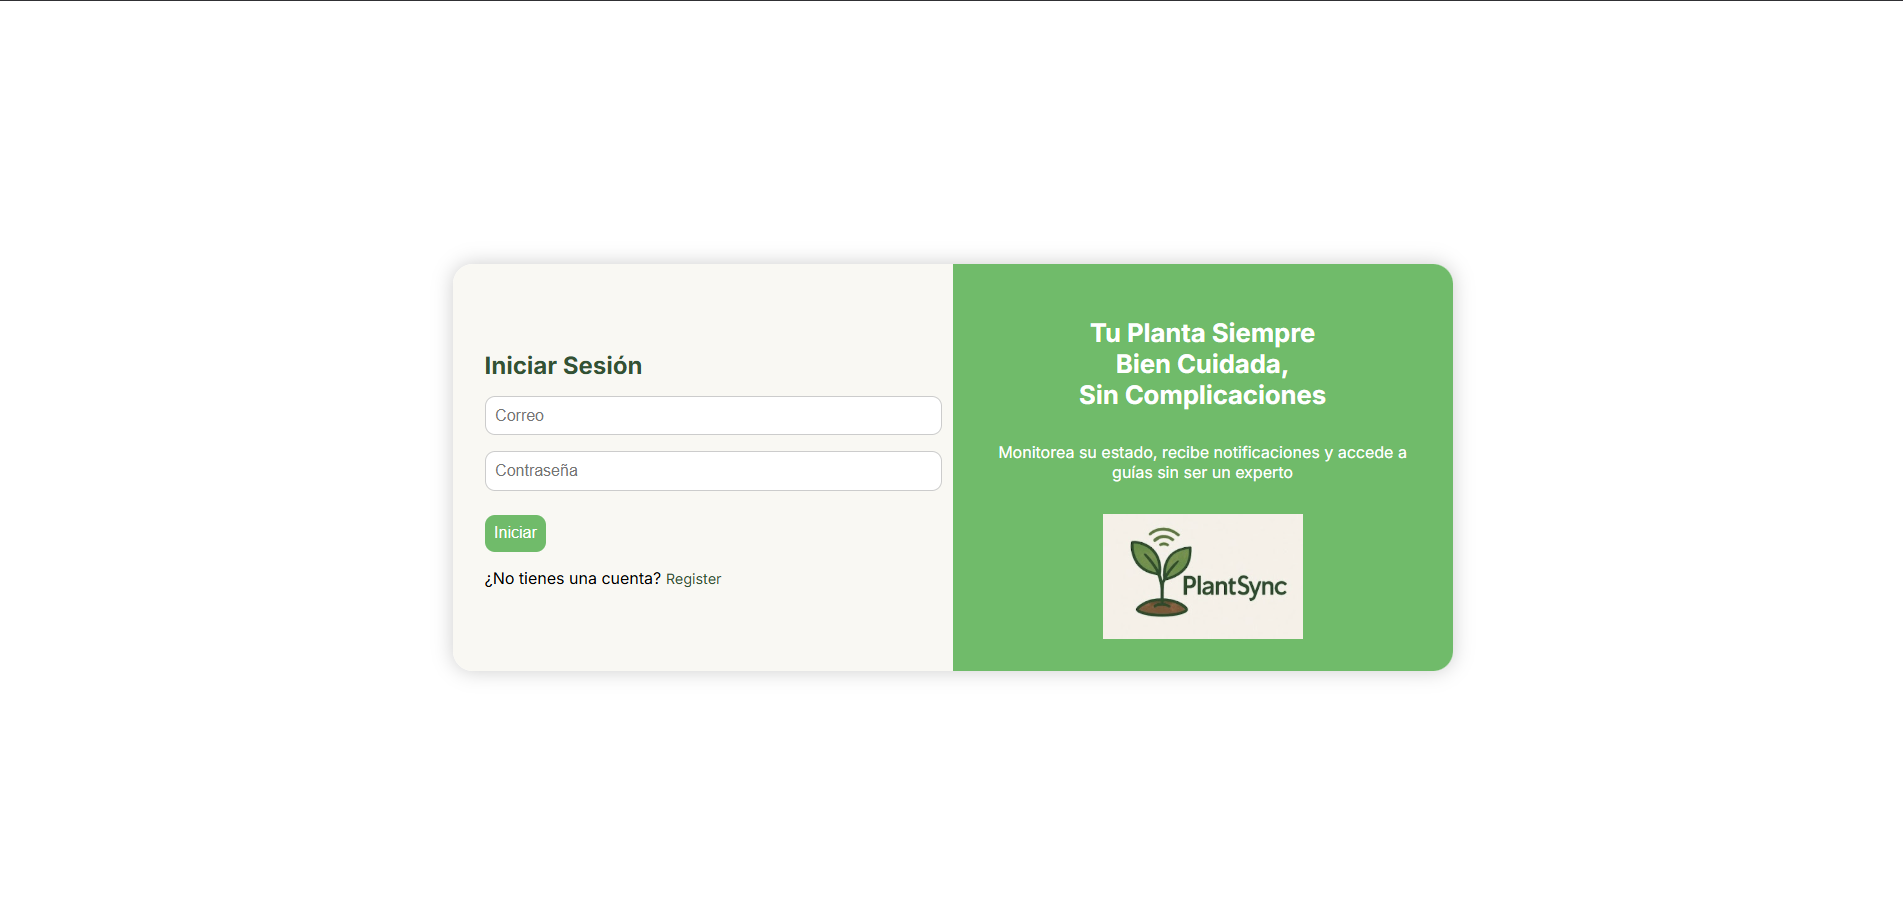 Iniciar Sesión
Correo
Contraseña
Iniciar
¿No tienes una cuenta? Register
Tu Planta Siempre
Bien Cuidada,
Sin Complicaciones
Monitorea su estado, recibe notificaciones y accede a
guías sin ser un experto
PlantSync